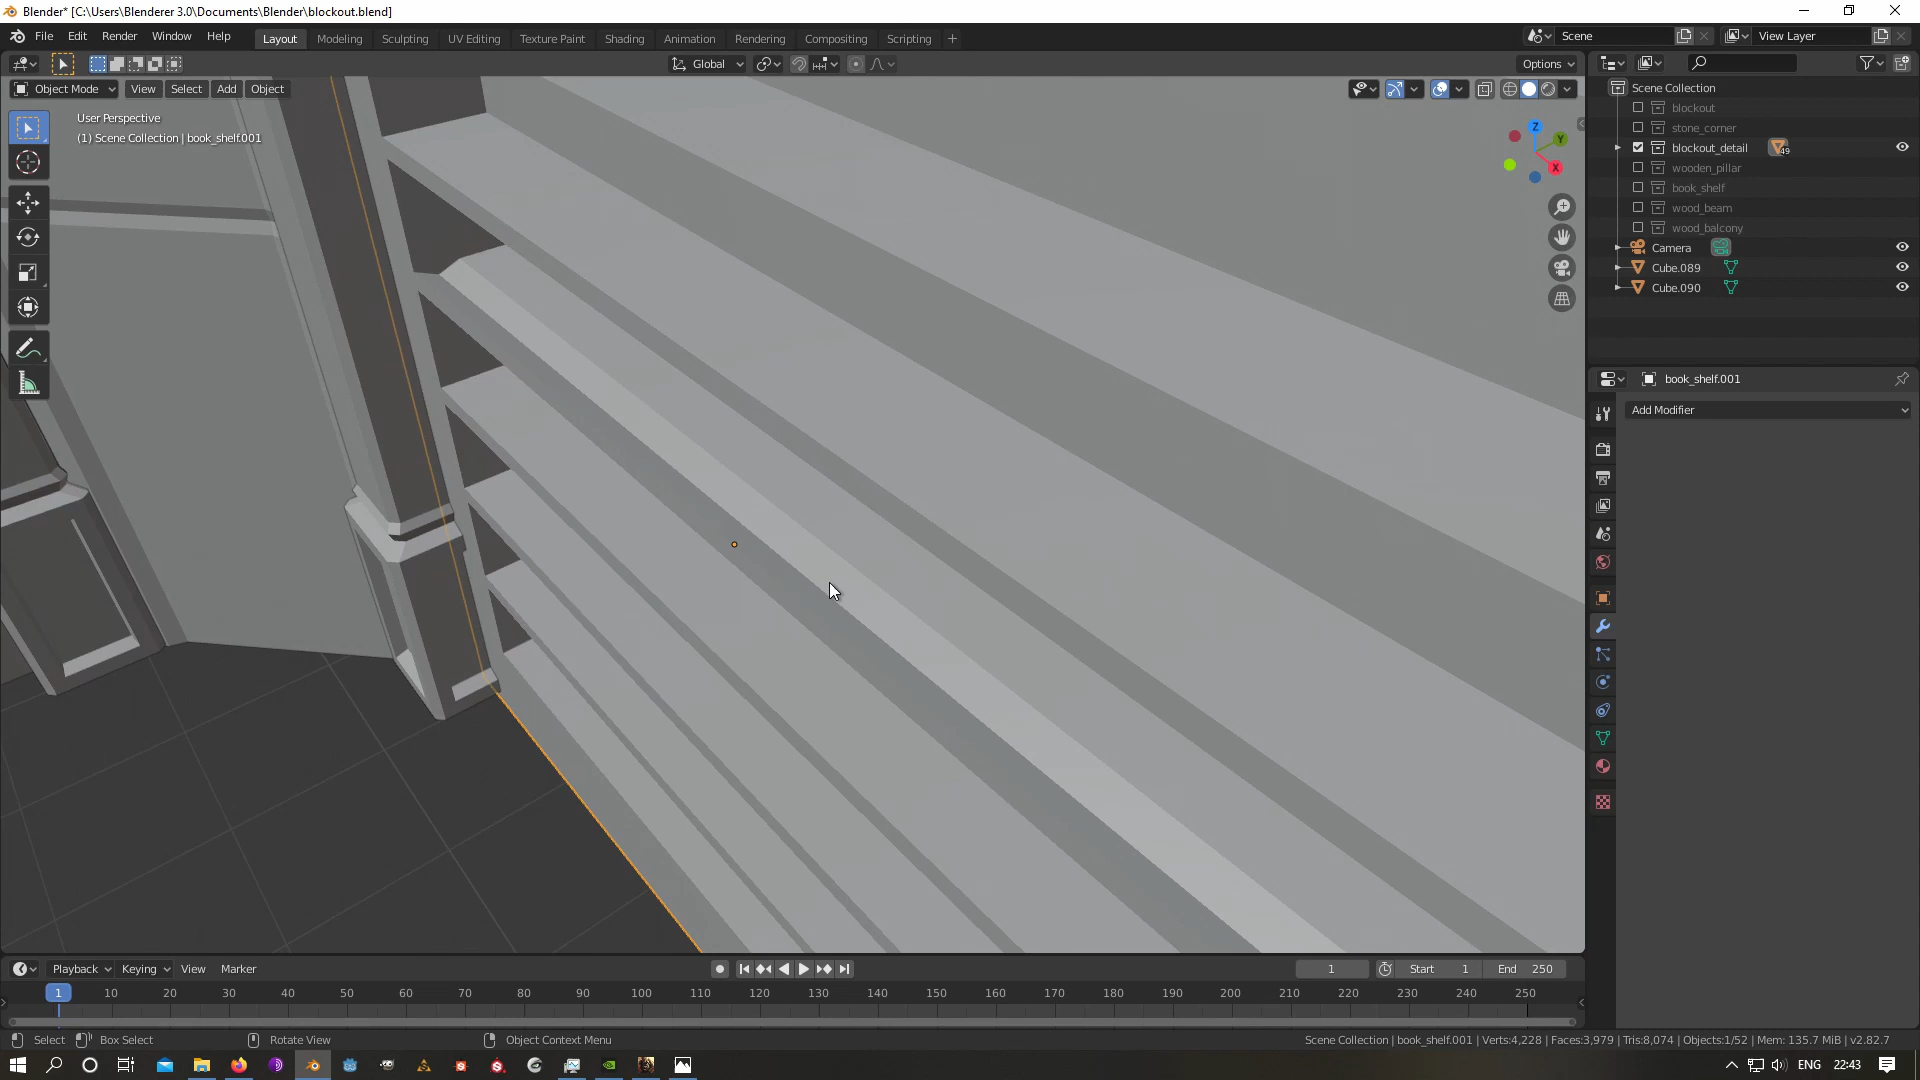 Blender* [C:\Users\Blenderer 3.0\Documents\Blender\blockout.blend]
File Edit Render Window Help Layout Modeling Sculpting UV Editing Texture Paint Shading Animation Rendering Compositing Scripting + Scene View Layer
Global Options
Object Mode View Select Add Object
User Perspective
(1) Scene Collection | book_shelf.001
Z
Y
X
Scene Collection
blockout
stone_corner
blockout_detail 49
wooden_pillar
book_shelf
wood_beam
wood_balcony
Camera
Cube.089
Cube.090
book_shelf.001
Add Modifier
Playback Keying View Marker 1 Start 1 End 250
1 10 20 30 40 50 60 70 80 90 100 110 120 130 140 150 160 170 180 190 200 210 220 230 240 250
Select Box Select Rotate View Object Context Menu Scene Collection | book_shelf.001 | Verts:4,228 | Faces:3,979 | Tris:8,074 | Objects:1/52 | Mem: 135.7 MiB | v2.82.7
ENG 22:43